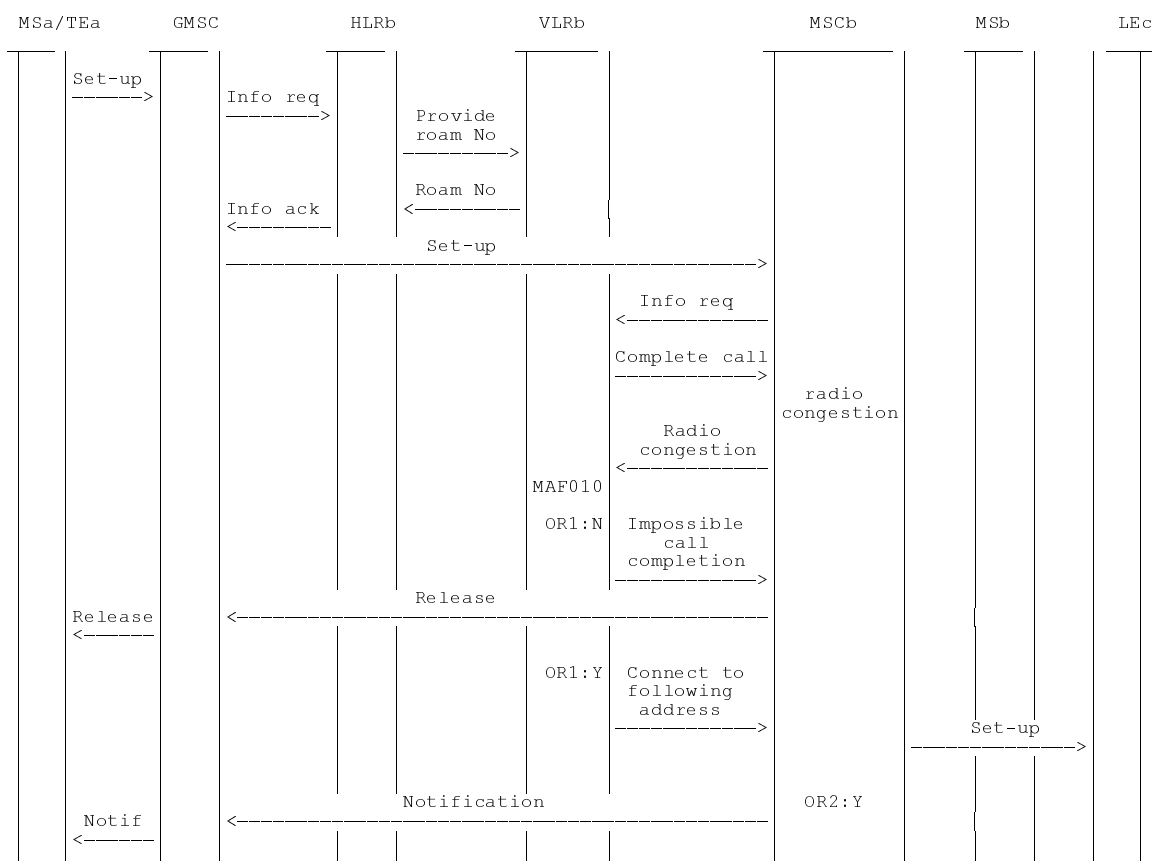 MSa/TEa GMSC HLRb VLRb MSCb MSb LEc
Set-up
Info req
Provide
roam No
Roam No
Info ack
Set-up
Info req
Complete call
radio
congestion
Radio
congestion
MAF010
OR1:N Impossible
call
completion
Release
Release
OR1:Y Connect to
following
address
Set-up
Notification OR2:Y
Notif